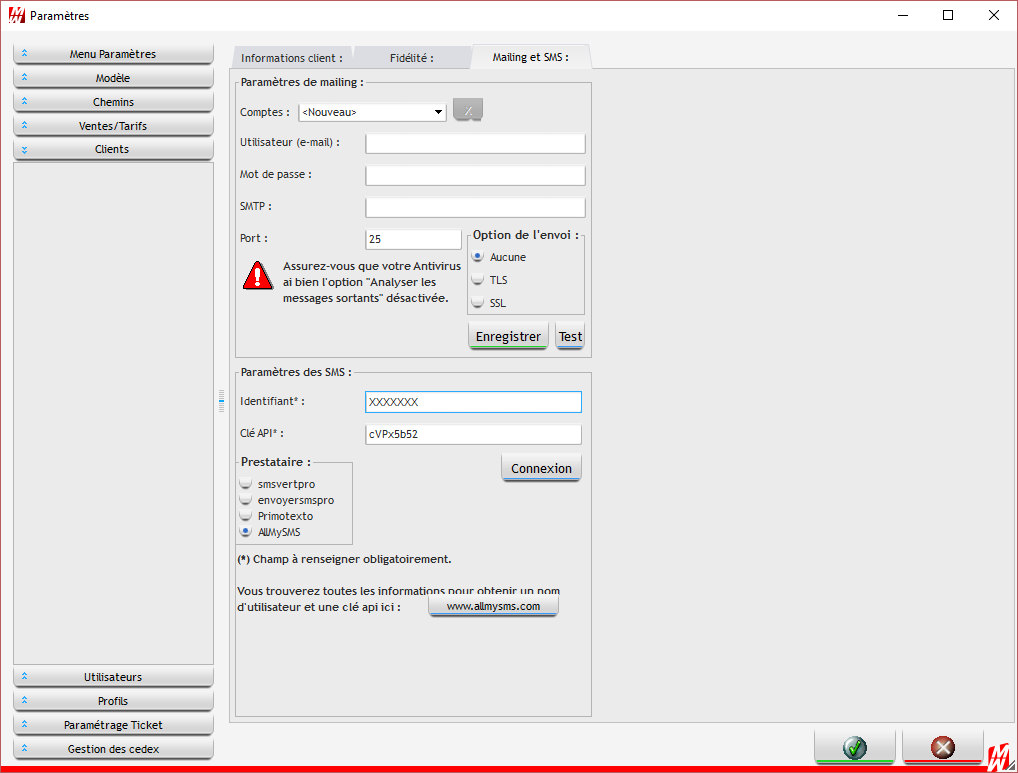 Paramètres
Menu Paramètres
Modèle
Chemins
Ventes/Tarifs
Clients
Utilisateurs
Profils
Paramétrage Ticket
Gestion des cedex
Informations client :
Fidélité :
Mailing et SMS :
Paramètres de mailing :
Comptes :
<Nouveau>
X
Utilisateur (e-mail) :
Mot de passe :
SMTP :
Port :
25
Option de l'envoi :
Aucune
TLS
SSL
Assurez-vous que votre Antivirus
ai bien l'option "Analyser les
messages sortants" désactivée.
Enregistrer
Test
Paramètres des SMS :
Identifiant* :
XXXXXXX
Clé API* :
cVPx5b52
Connexion
Prestataire :
smsvertpro
envoyersmspro
Primotexto
AllMySMS
(*) Champ à renseigner obligatoirement.
Vous trouverez toutes les informations pour obtenir un nom
d'utilisateur et une clé api ici :
www.allmysms.com